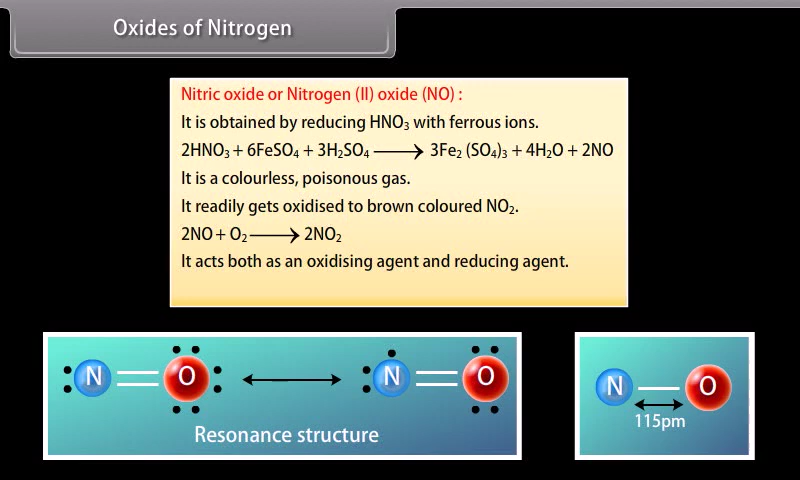 Oxides of Nitrogen
Nitric oxide or Nitrogen (II) oxide (NO) :
It is obtained by reducing HNO₃ with ferrous ions.
2HNO₃ + 6FeSO₄ + 3H₂SO₄ ⟶ 3Fe₂ (SO₄)₃ + 4H₂O + 2NO
It is a colourless, poisonous gas.
It readily gets oxidised to brown coloured NO₂.
2NO + O₂ ⟶ 2NO₂
It acts both as an oxidising agent and reducing agent.
N O N O
Resonance structure
N O
115pm